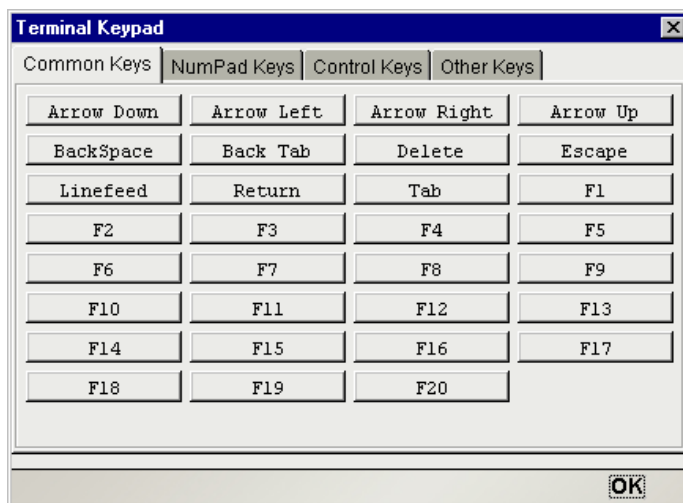 Terminal Keypad
Common Keys NumPad Keys Control Keys Other Keys
Arrow Down Arrow Left Arrow Right Arrow Up
BackSpace Back Tab Delete Escape
Linefeed Return Tab F1
F2 F3 F4 F5
F6 F7 F8 F9
F10 F11 F12 F13
F14 F15 F16 F17
F18 F19 F20
OK